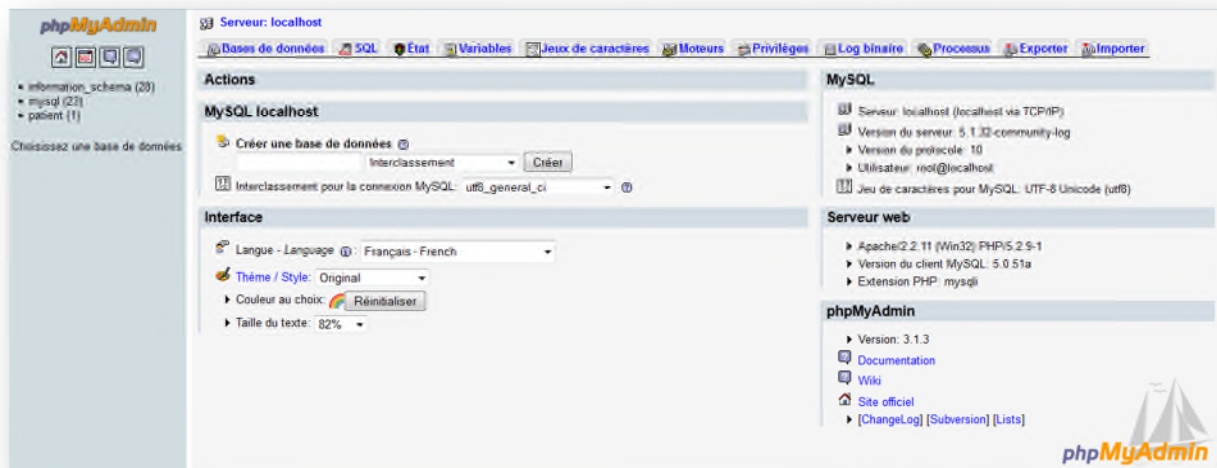 phpMyAdmin
information_schema (28)
mysql (23)
patient (1)
Choisissez une base de données
Serveur: localhost
Bases de données SQL État Variables Jeux de caractères Moteurs Privilèges Log binaire Processus Exporter Importer
Actions
MySQL localhost
Créer une base de données
Interclassement Créer
Interclassement pour la connexion MySQL: utf8_general_ci
Interface
Langue - Language : Français - French
Thème / Style: Original
Couleur au choix: Réinitialiser
Taille du texte: 82%
MySQL
Serveur: localhost (localhost via TCP/IP)
Version du serveur: 5.1.32-community-log
Version du protocole: 10
Utilisateur: root@localhost
Jeu de caractères pour MySQL: UTF-8 Unicode (utf8)
Serveur web
Apache/2.2.11 (Win32) PHP/5.2.9-1
Version du client MySQL: 5.0.51a
Extension PHP: mysqli
phpMyAdmin
Version: 3.1.3
Documentation
Wiki
Site officiel
[ChangeLog] [Subversion] [Lists]
phpMyAdmin